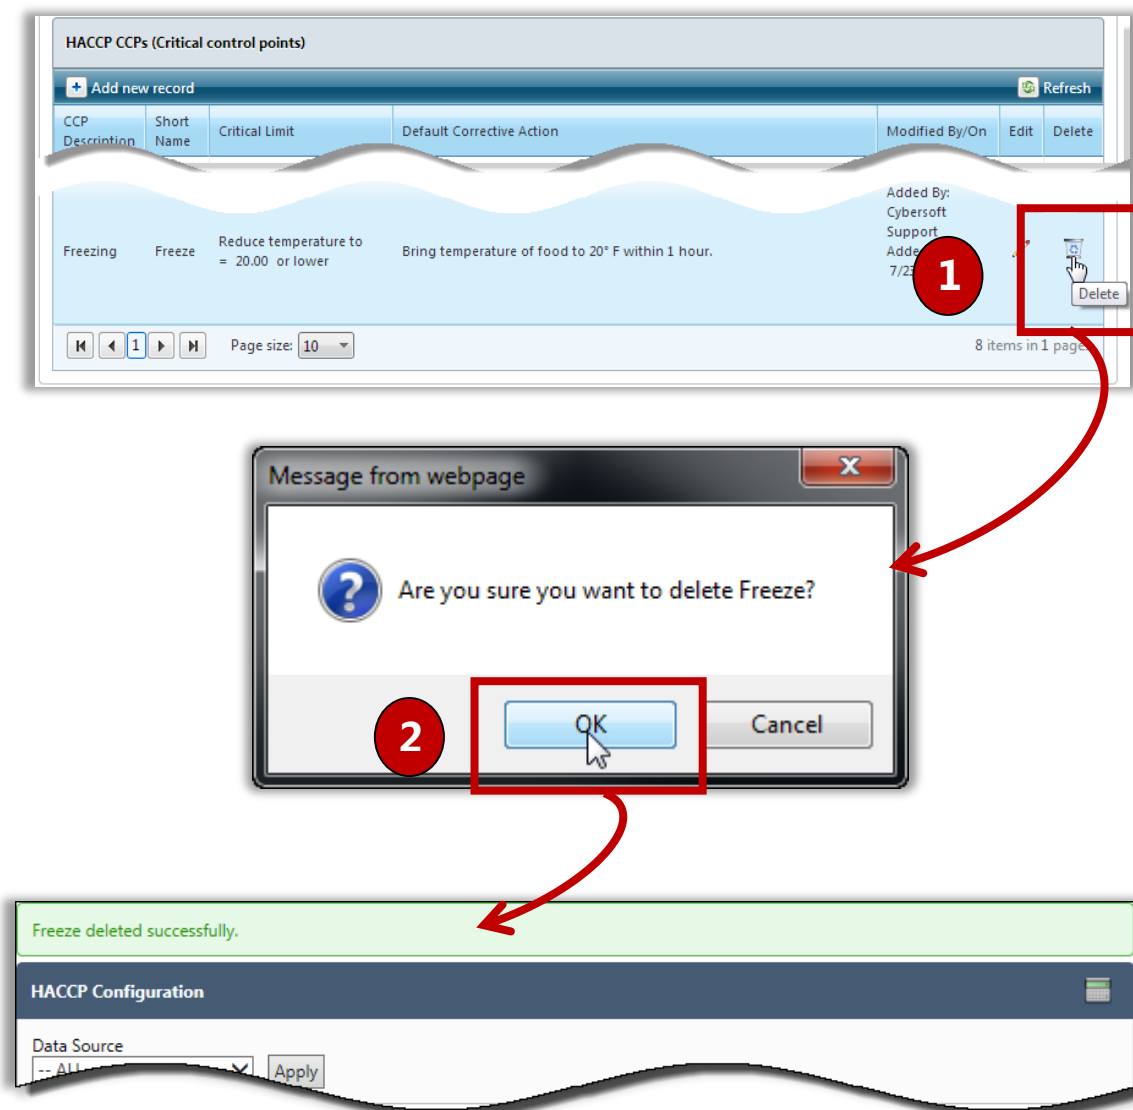 HACCP CCPs (Critical control points)
Add new record Refresh
CCP Description Short Name Critical Limit Default Corrective Action Modified By/On Edit Delete
Added By:
Cybersoft
Support
Freezing Freeze Reduce temperature to
= 20.00 or lower Bring temperature of food to 20° F within 1 hour.
1
Delete
1 Page size: 10 8 items in 1 page
Message from webpage
Are you sure you want to delete Freeze?
2 OK Cancel
Freeze deleted successfully.
HACCP Configuration
Data Source
Apply